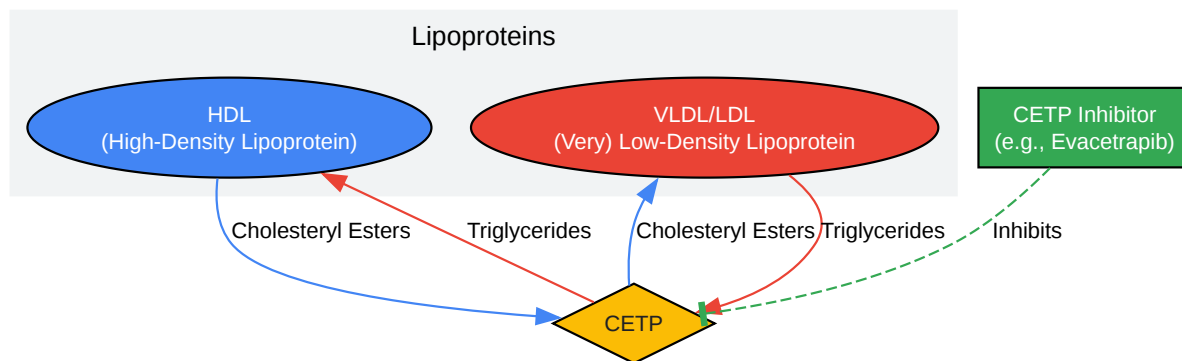 Lipoproteins
HDL
(High-Density Lipoprotein)
VLDL/LDL
(Very) Low-Density Lipoprotein
CETP Inhibitor
(e.g., Evacetrapib)
Cholesteryl Esters
Triglycerides
Cholesteryl Esters
Triglycerides
Inhibits
CETP